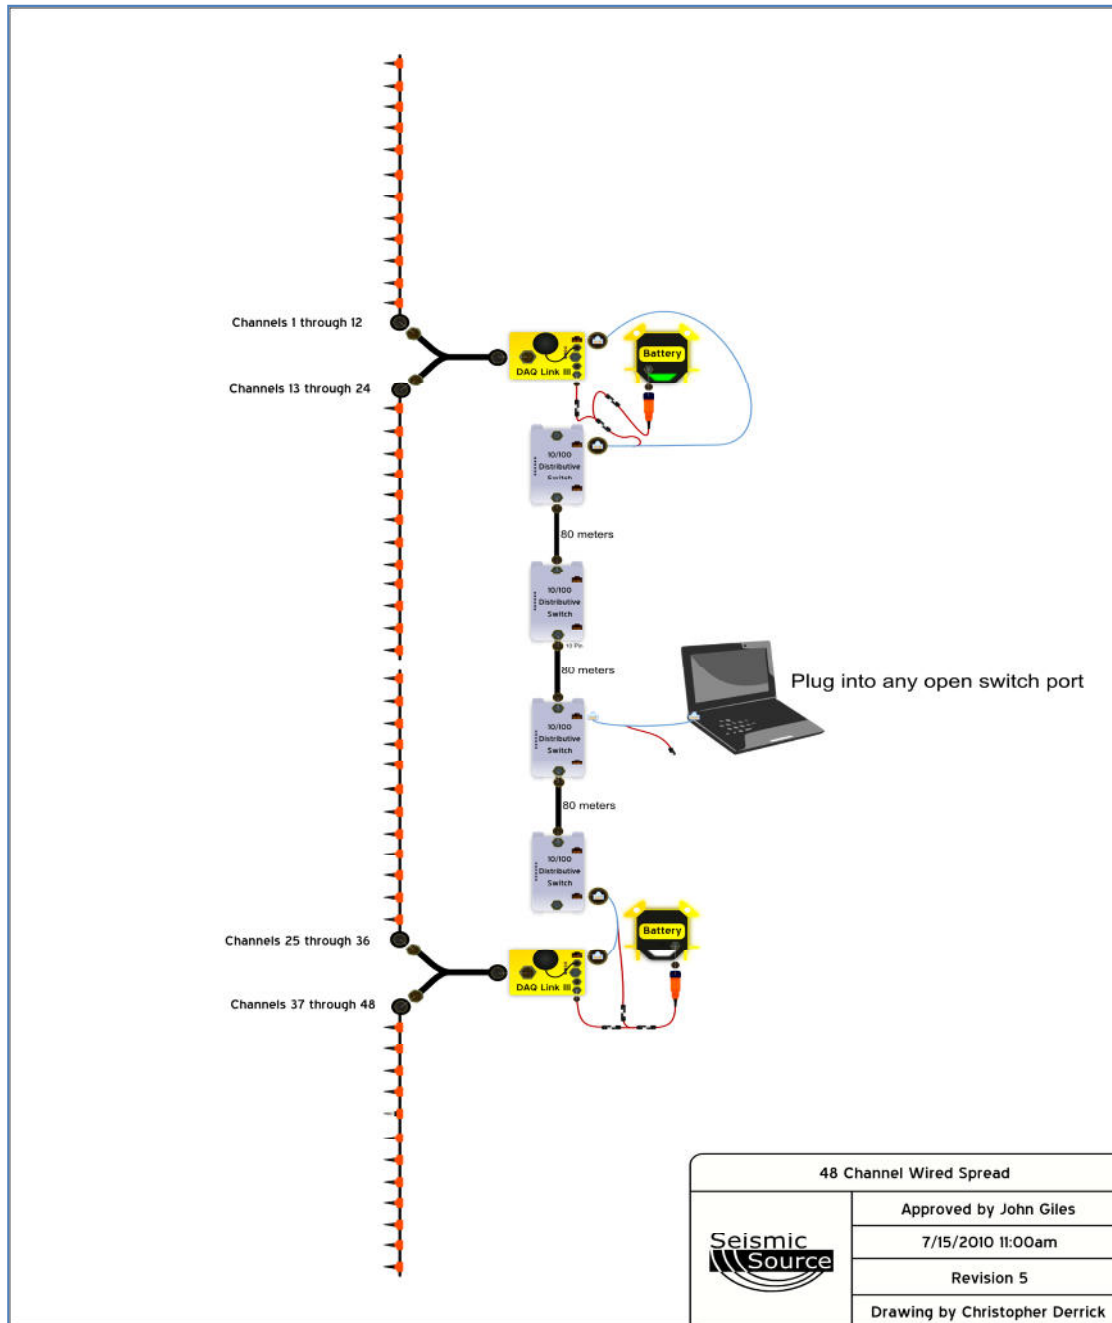 Channels 1 through 12
Battery
DAQ Link III
Channels 13 through 24
10/100
Distributive
Switch
80 meters
10/100
Distributive
Switch
10 Pin
80 meters
Plug into any open switch port
10/100
Distributive
Switch
80 meters
10/100
Distributive
Switch
Battery
Channels 25 through 36
DAQ Link III
Channels 37 through 48
48 Channel Wired Spread
Approved by John Giles
Seismic
Source
7/15/2010 11:00am
Revision 5
Drawing by Christopher Derrick